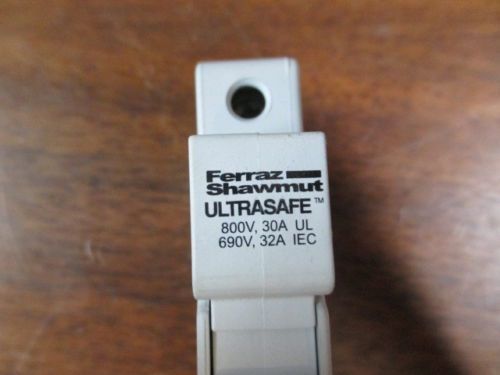 Ferraz
Shawmut
ULTRASAFE™
800V, 30A UL
690V, 32A IEC